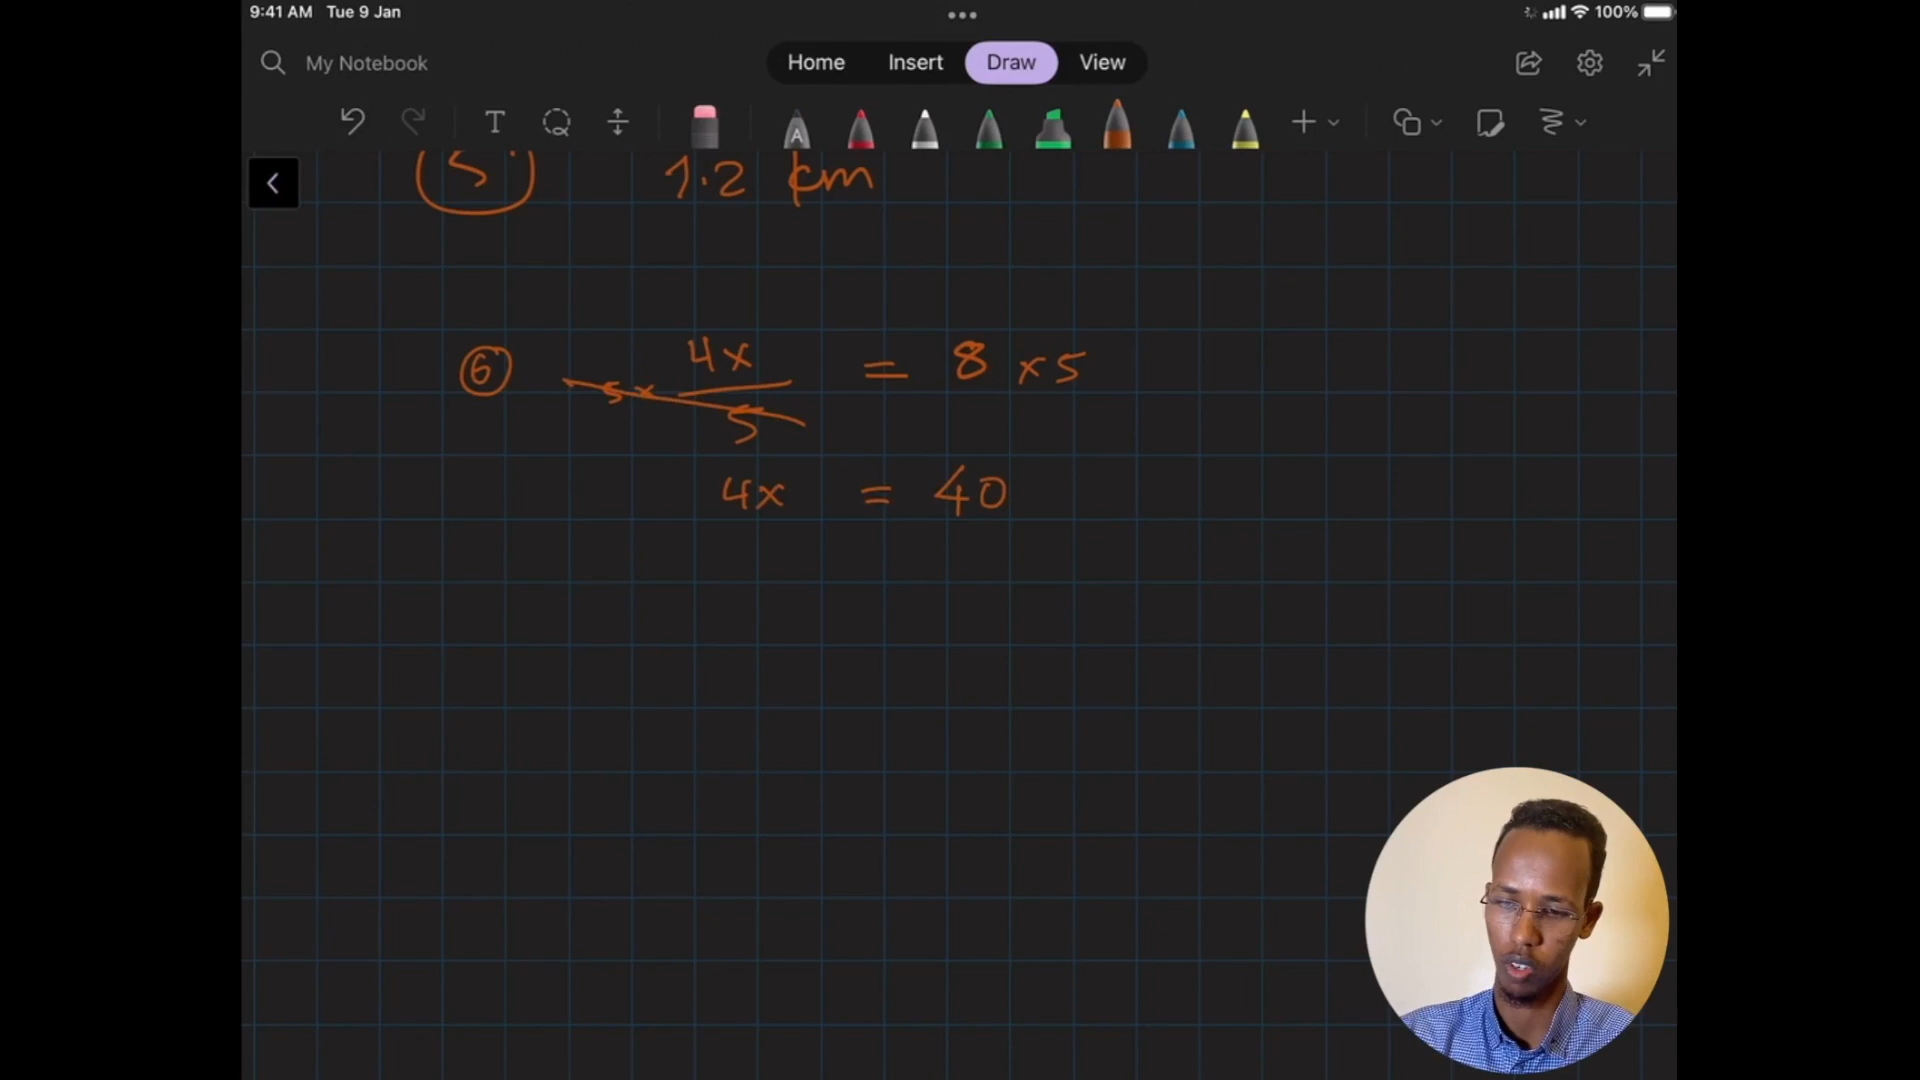 9:41 AM Tue 9 Jan
100%
My Notebook
Home Insert Draw View
T
A
5. 1.2 km
6 5 x 4x/5 = 8 x 5
4x = 40